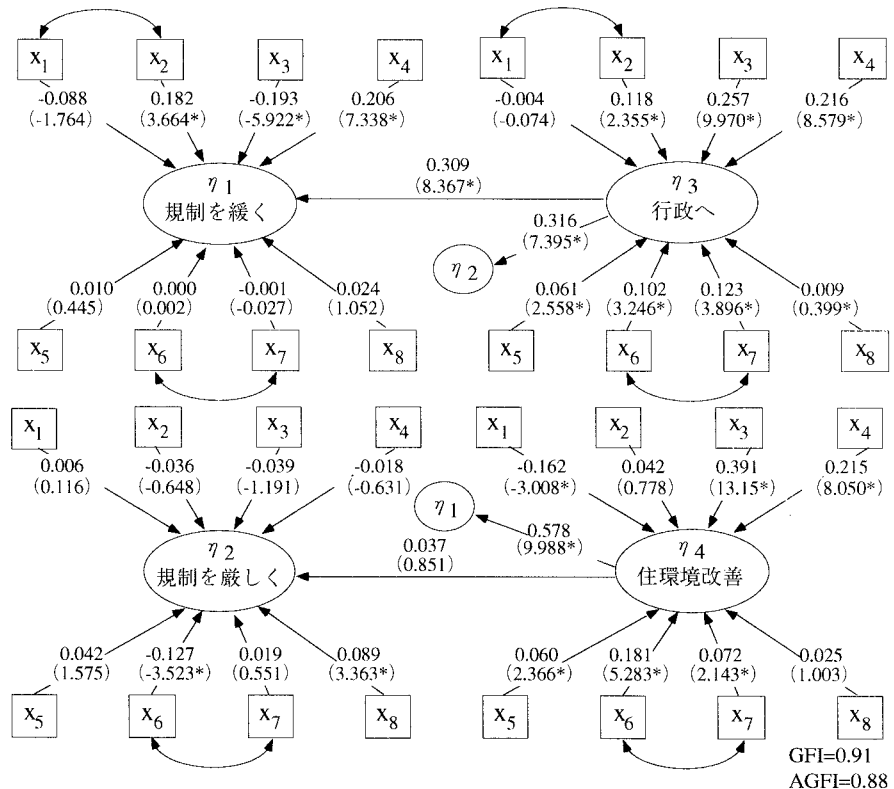 x1 x2 x3 x4 x1 x2 x3 x4
-0.088 0.182 -0.193 0.206 -0.004 0.118 0.257 0.216
(-1.764) (3.664*) (-5.922*) (7.338*) (-0.074) (2.355*) (9.970*) (8.579*)
η1
規制を緩く
0.309
(8.367*)
η3
行政へ
0.316
(7.395*)
η2
0.010 0.000 -0.001 0.024 0.061 0.102 0.123 0.009
(0.445) (0.002) (-0.027) (1.052) (2.558*) (3.246*) (3.896*) (0.399*)
x5 x6 x7 x8 x5 x6 x7 x8
x1 x2 x3 x4 x1 x2 x3 x4
0.006 -0.036 -0.039 -0.018 -0.162 0.042 0.391 0.215
(0.116) (-0.648) (-1.191) (-0.631) (-3.008*) (0.778) (13.15*) (8.050*)
η1
0.578
(9.988*)
η2
規制を厳しく
0.037
(0.851)
η4
住環境改善
0.042 -0.127 0.019 0.089 0.060 0.181 0.072 0.025
(1.575) (-3.523*) (0.551) (3.363*) (2.366*) (5.283*) (2.143*) (1.003)
x5 x6 x7 x8 x5 x6 x7 x8
GFI=0.91
AGFI=0.88